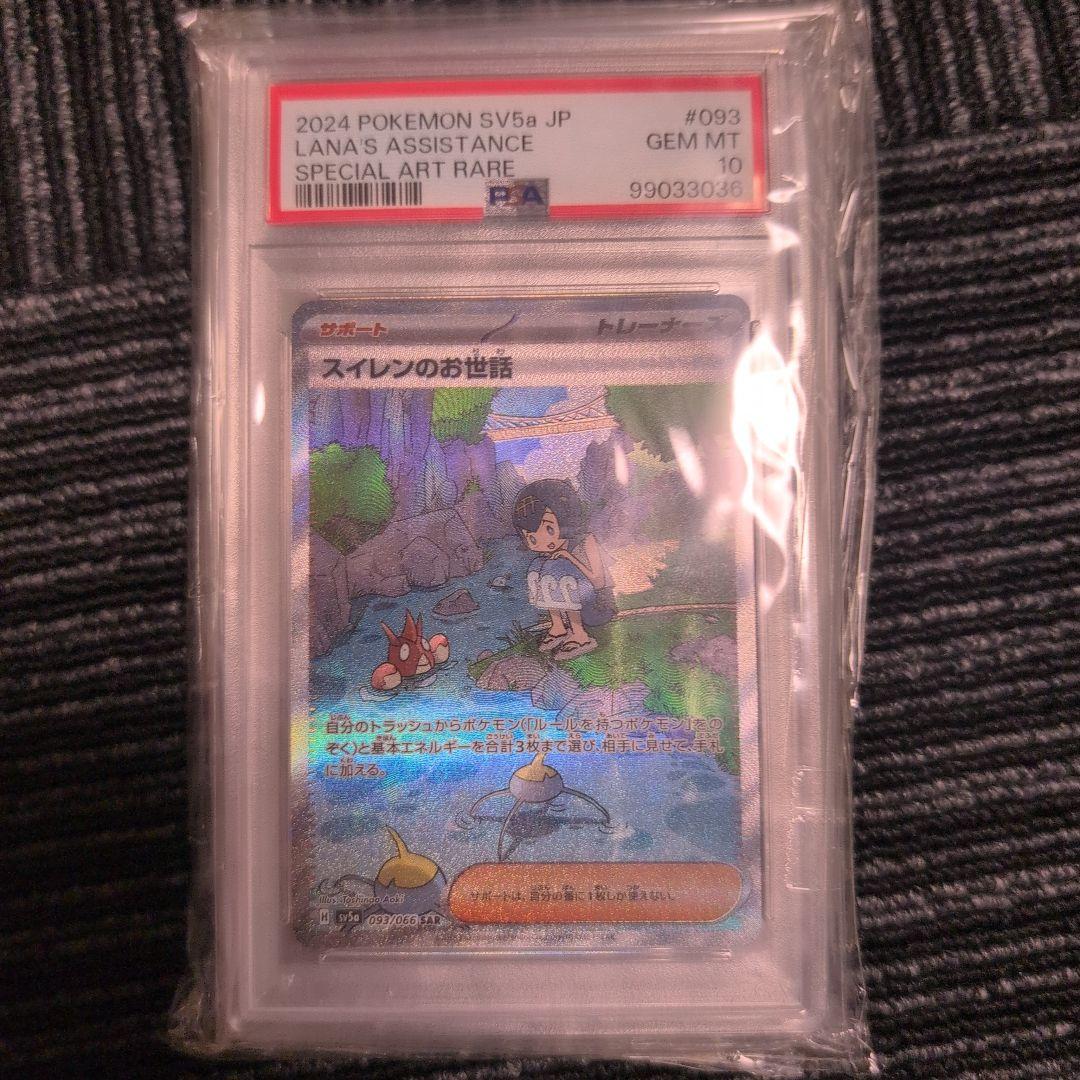 2024 POKEMON SV5a JP #093
LANA'S ASSISTANCE GEM MT
SPECIAL ART RARE 10
PSA 99033036
サポート トレーナーズ
スイレンのお世話
自分のトラッシュからポケモン(「ルールを持つポケモン」をの
ぞく)と基本エネルギーを合計3枚まで選び、相手に見せて、手札
に加える。
サポートは、自分の番に1枚しか使えない。
Illus. Toshinao Aoki
H sv5a 093/066 SAR